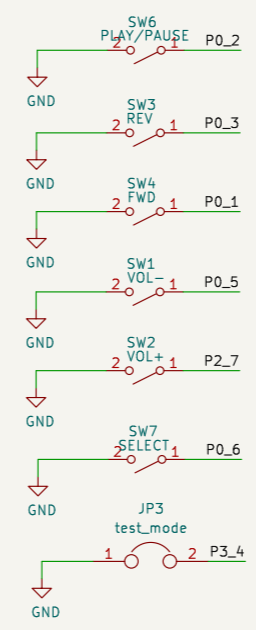 SW6
PLAY/PAUSE
2 1 P0_2
GND
SW3
REV
2 1 P0_3
GND
SW4
FWD
2 1 P0_1
GND
SW1
VOL-
2 1 P0_5
GND
SW2
VOL+
2 1 P2_7
GND
SW7
SELECT
2 1 P0_6
GND
JP3
test_mode
1 2 P3_4
GND